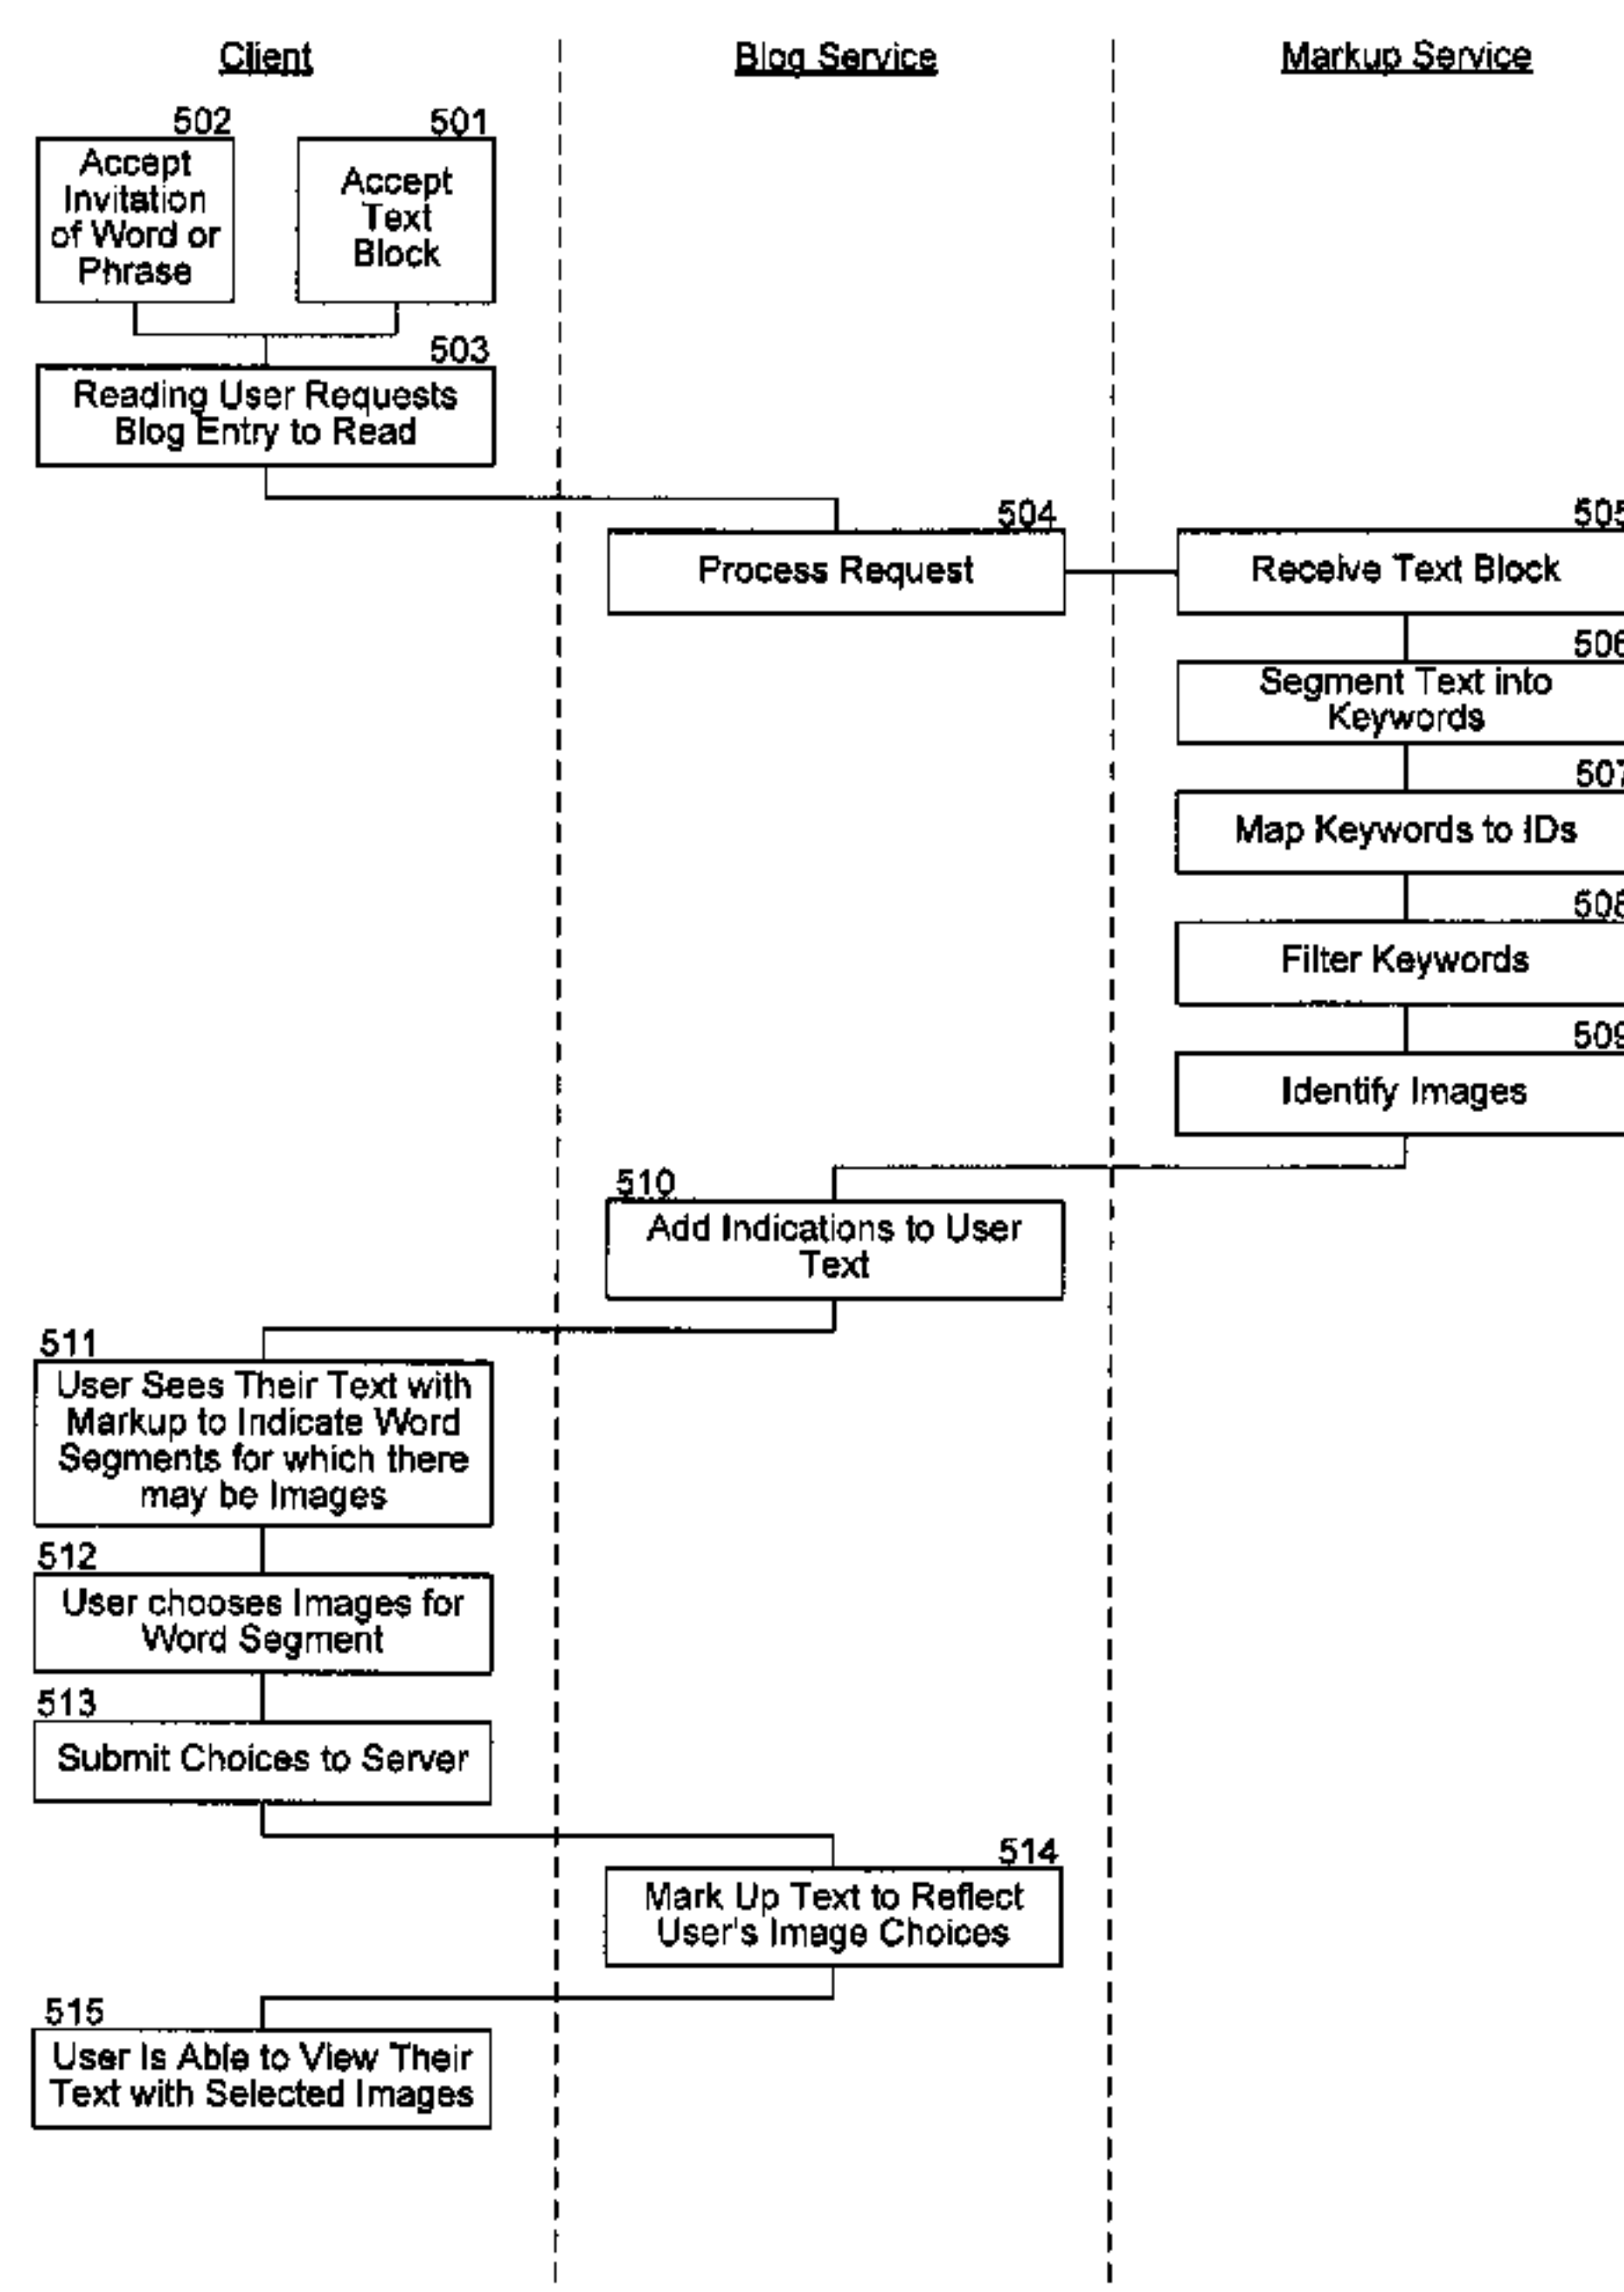 Client
Blog Service
Markup Service
502
501
Accept
Invitation
of Word or
Phrase
Accept
Text
Block
503
Reading User Requests
Blog Entry to Read
504
Process Request
505
Receive Text Block
506
Segment Text into
Keywords
507
Map Keywords to IDs
508
Filter Keywords
509
Identify Images
510
Add Indications to User
Text
511
User Sees Their Text with
Markup to Indicate Word
Segments for which there
may be Images
512
User chooses Images for
Word Segment
513
Submit Choices to Server
514
Mark Up Text to Reflect
User's Image Choices
515
User Is Able to View Their
Text with Selected Images